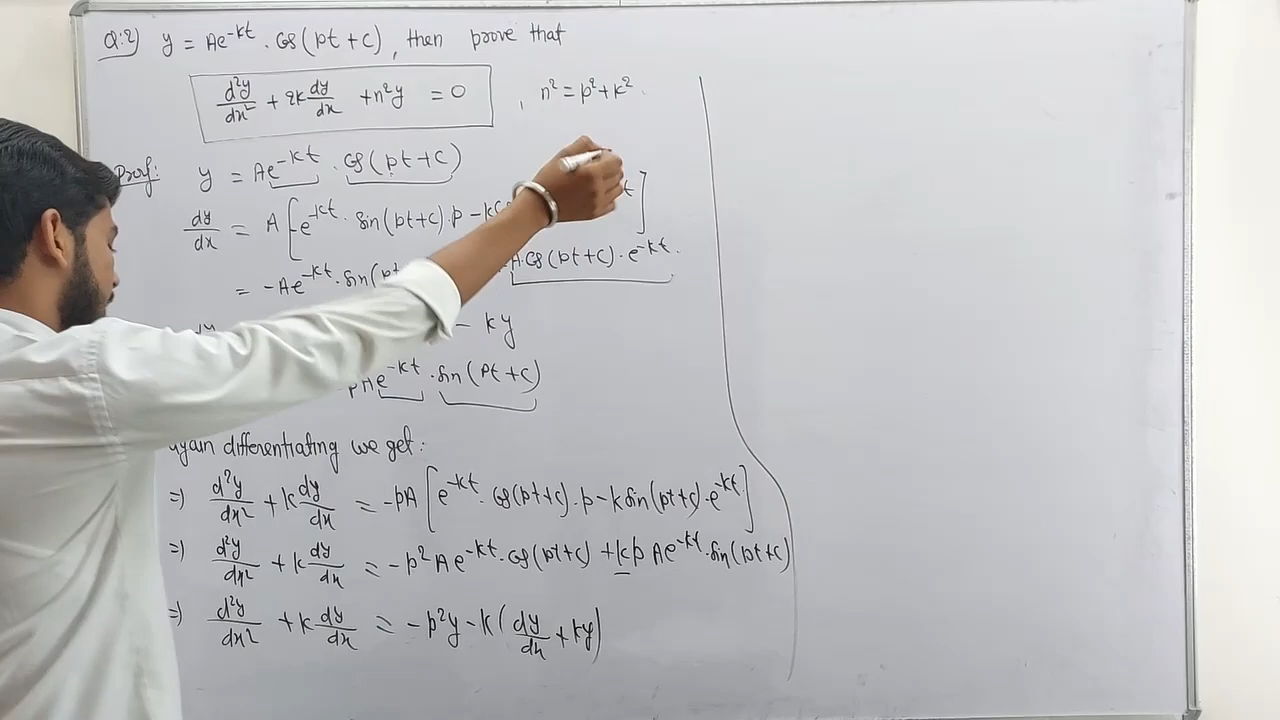 Q:2) y = Ae^-kt . Cos(pt+c), then prove that
d²y/dx² + 2k dy/dx + n²y = 0 , n² = p²+k².
Proof: y = Ae^-kt . Cos(pt+c)
dy/dx = A[-e^-kt . Sin(pt+c).p - k
= -Ae^-kt . Sin(p A.Cos(pt+c).e^-kt.
- ky
pAe^-kt . Sin(pt+c)
again differentiating we get:
=) d²y/dx² + k dy/dx = -pA [e^-kt . Cos(pt+c).p - k Sin(pt+c).e^-kt]
=) d²y/dx² + k dy/dx = -p²Ae^-kt . Cos(pt+c) + kp Ae^-kt . Sin(pt+c)
=) d²y/dx² + k dy/dx = -p²y - k(dy/dx + ky)